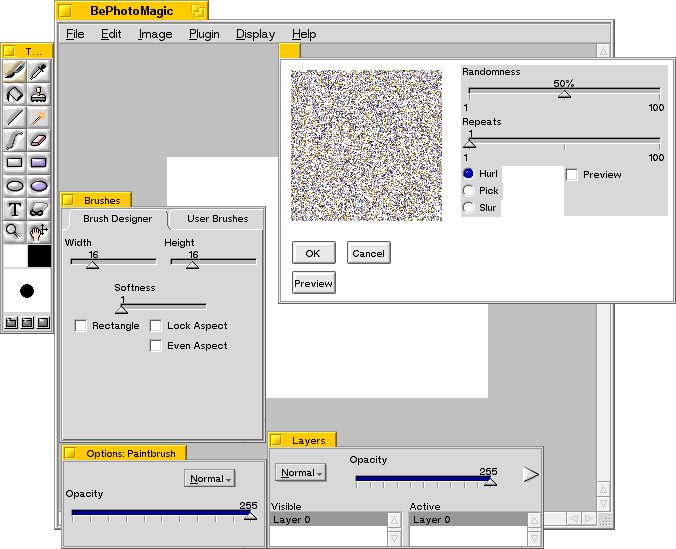 BePhotoMagic
File Edit Image Plugin Display Help
T...
T
Randomness
50%
1 100
Repeats
1
1 100
Hurl
Pick
Slur
Preview
OK Cancel
Preview
Brushes
Brush Designer User Brushes
Width Height
16 16
Softness
1
Rectangle Lock Aspect
Even Aspect
Options: Paintbrush
Normal
Opacity
255
Layers
Normal
Opacity
255
Visible Active
Layer 0 Layer 0